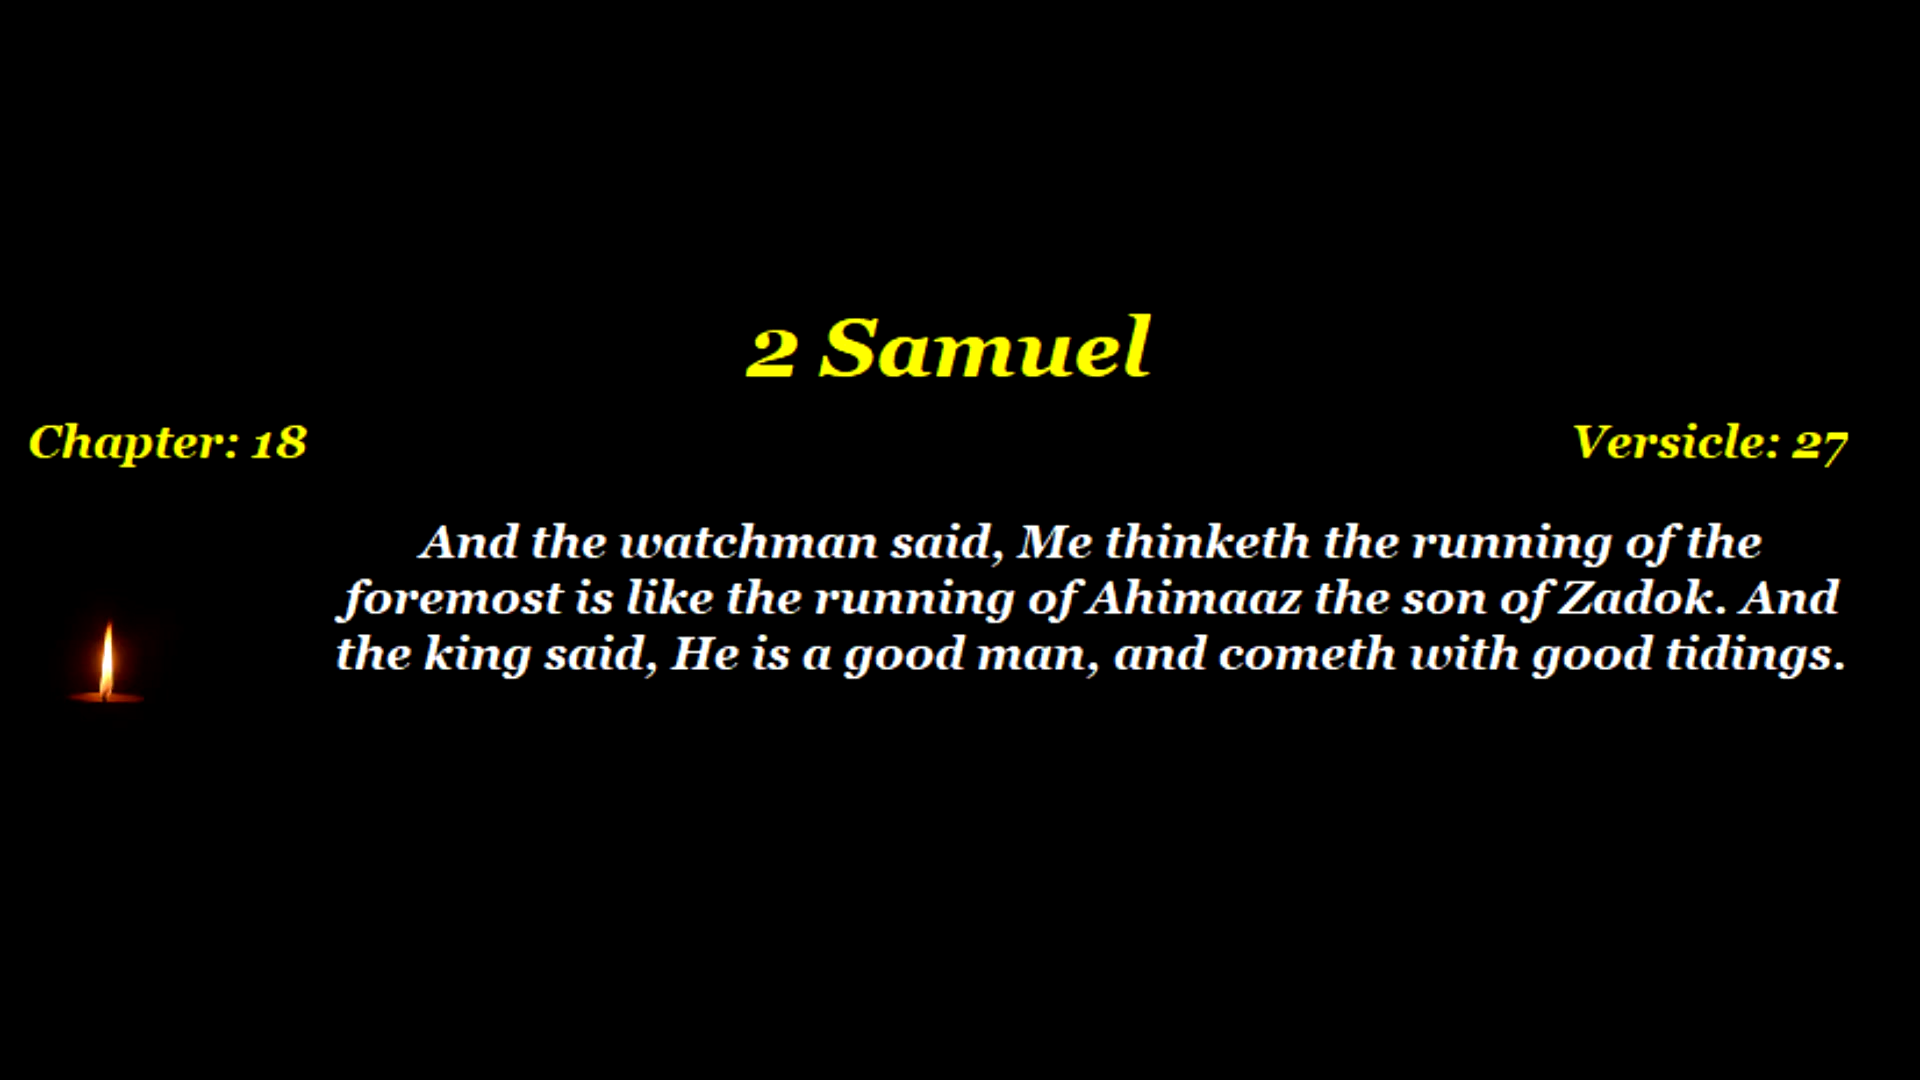 2 Samuel
Chapter: 18
Versicle: 27
And the watchman said, Me thinketh the running of the
foremost is like the running of Ahimaaz the son of Zadok. And
the king said, He is a good man, and cometh with good tidings.